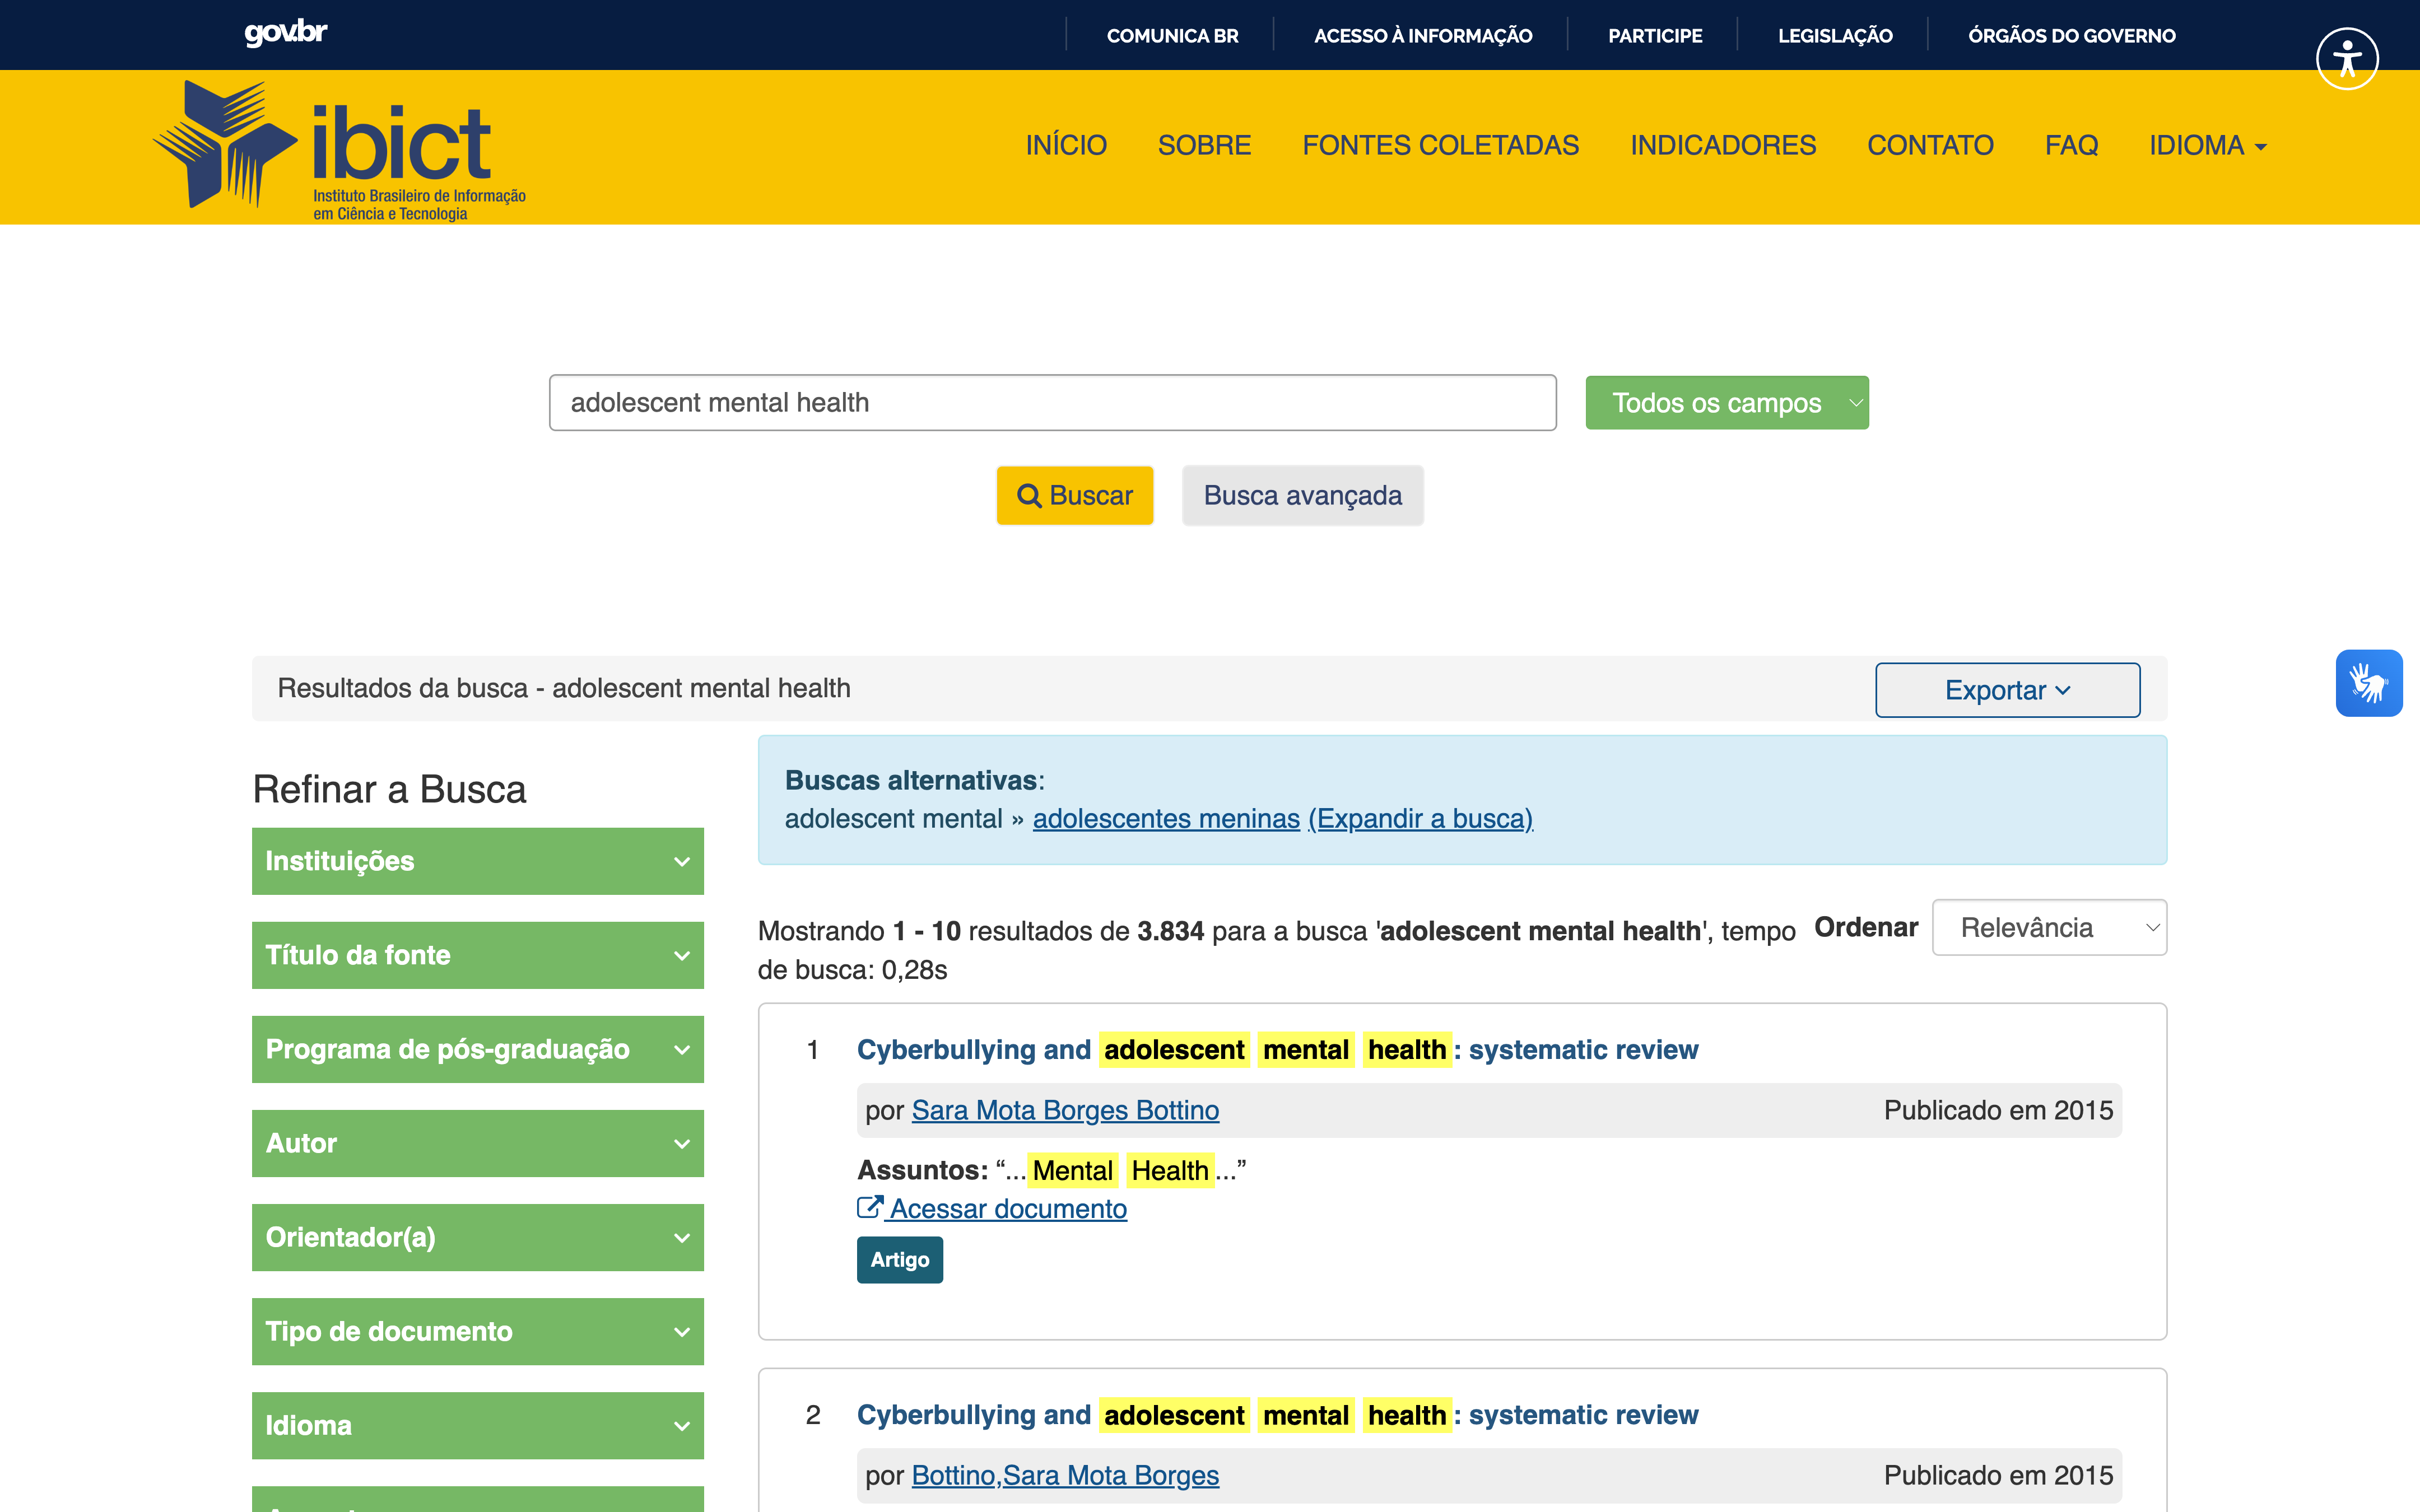 gov.br
COMUNICA BR
ACESSO À INFORMAÇÃO
PARTICIPE
LEGISLAÇÃO
ÓRGÃOS DO GOVERNO
ibict
Instituto Brasileiro de Informação
em Ciência e Tecnologia
INÍCIO
SOBRE
FONTES COLETADAS
INDICADORES
CONTATO
FAQ
IDIOMA
adolescent mental health
Todos os campos
Buscar
Busca avançada
Resultados da busca - adolescent mental health
Exportar
Refinar a Busca
Instituições
Título da fonte
Programa de pós-graduação
Autor
Orientador(a)
Tipo de documento
Idioma
Buscas alternativas:
adolescent mental » adolescentes meninas (Expandir a busca)
Mostrando 1 - 10 resultados de 3.834 para a busca 'adolescent mental health', tempo
de busca: 0,28s
Ordenar
Relevância
1
Cyberbullying and adolescent mental health: systematic review
por Sara Mota Borges Bottino
Publicado em 2015
Assuntos: “...Mental Health...”
Acessar documento
Artigo
2
Cyberbullying and adolescent mental health: systematic review
por Bottino,Sara Mota Borges
Publicado em 2015